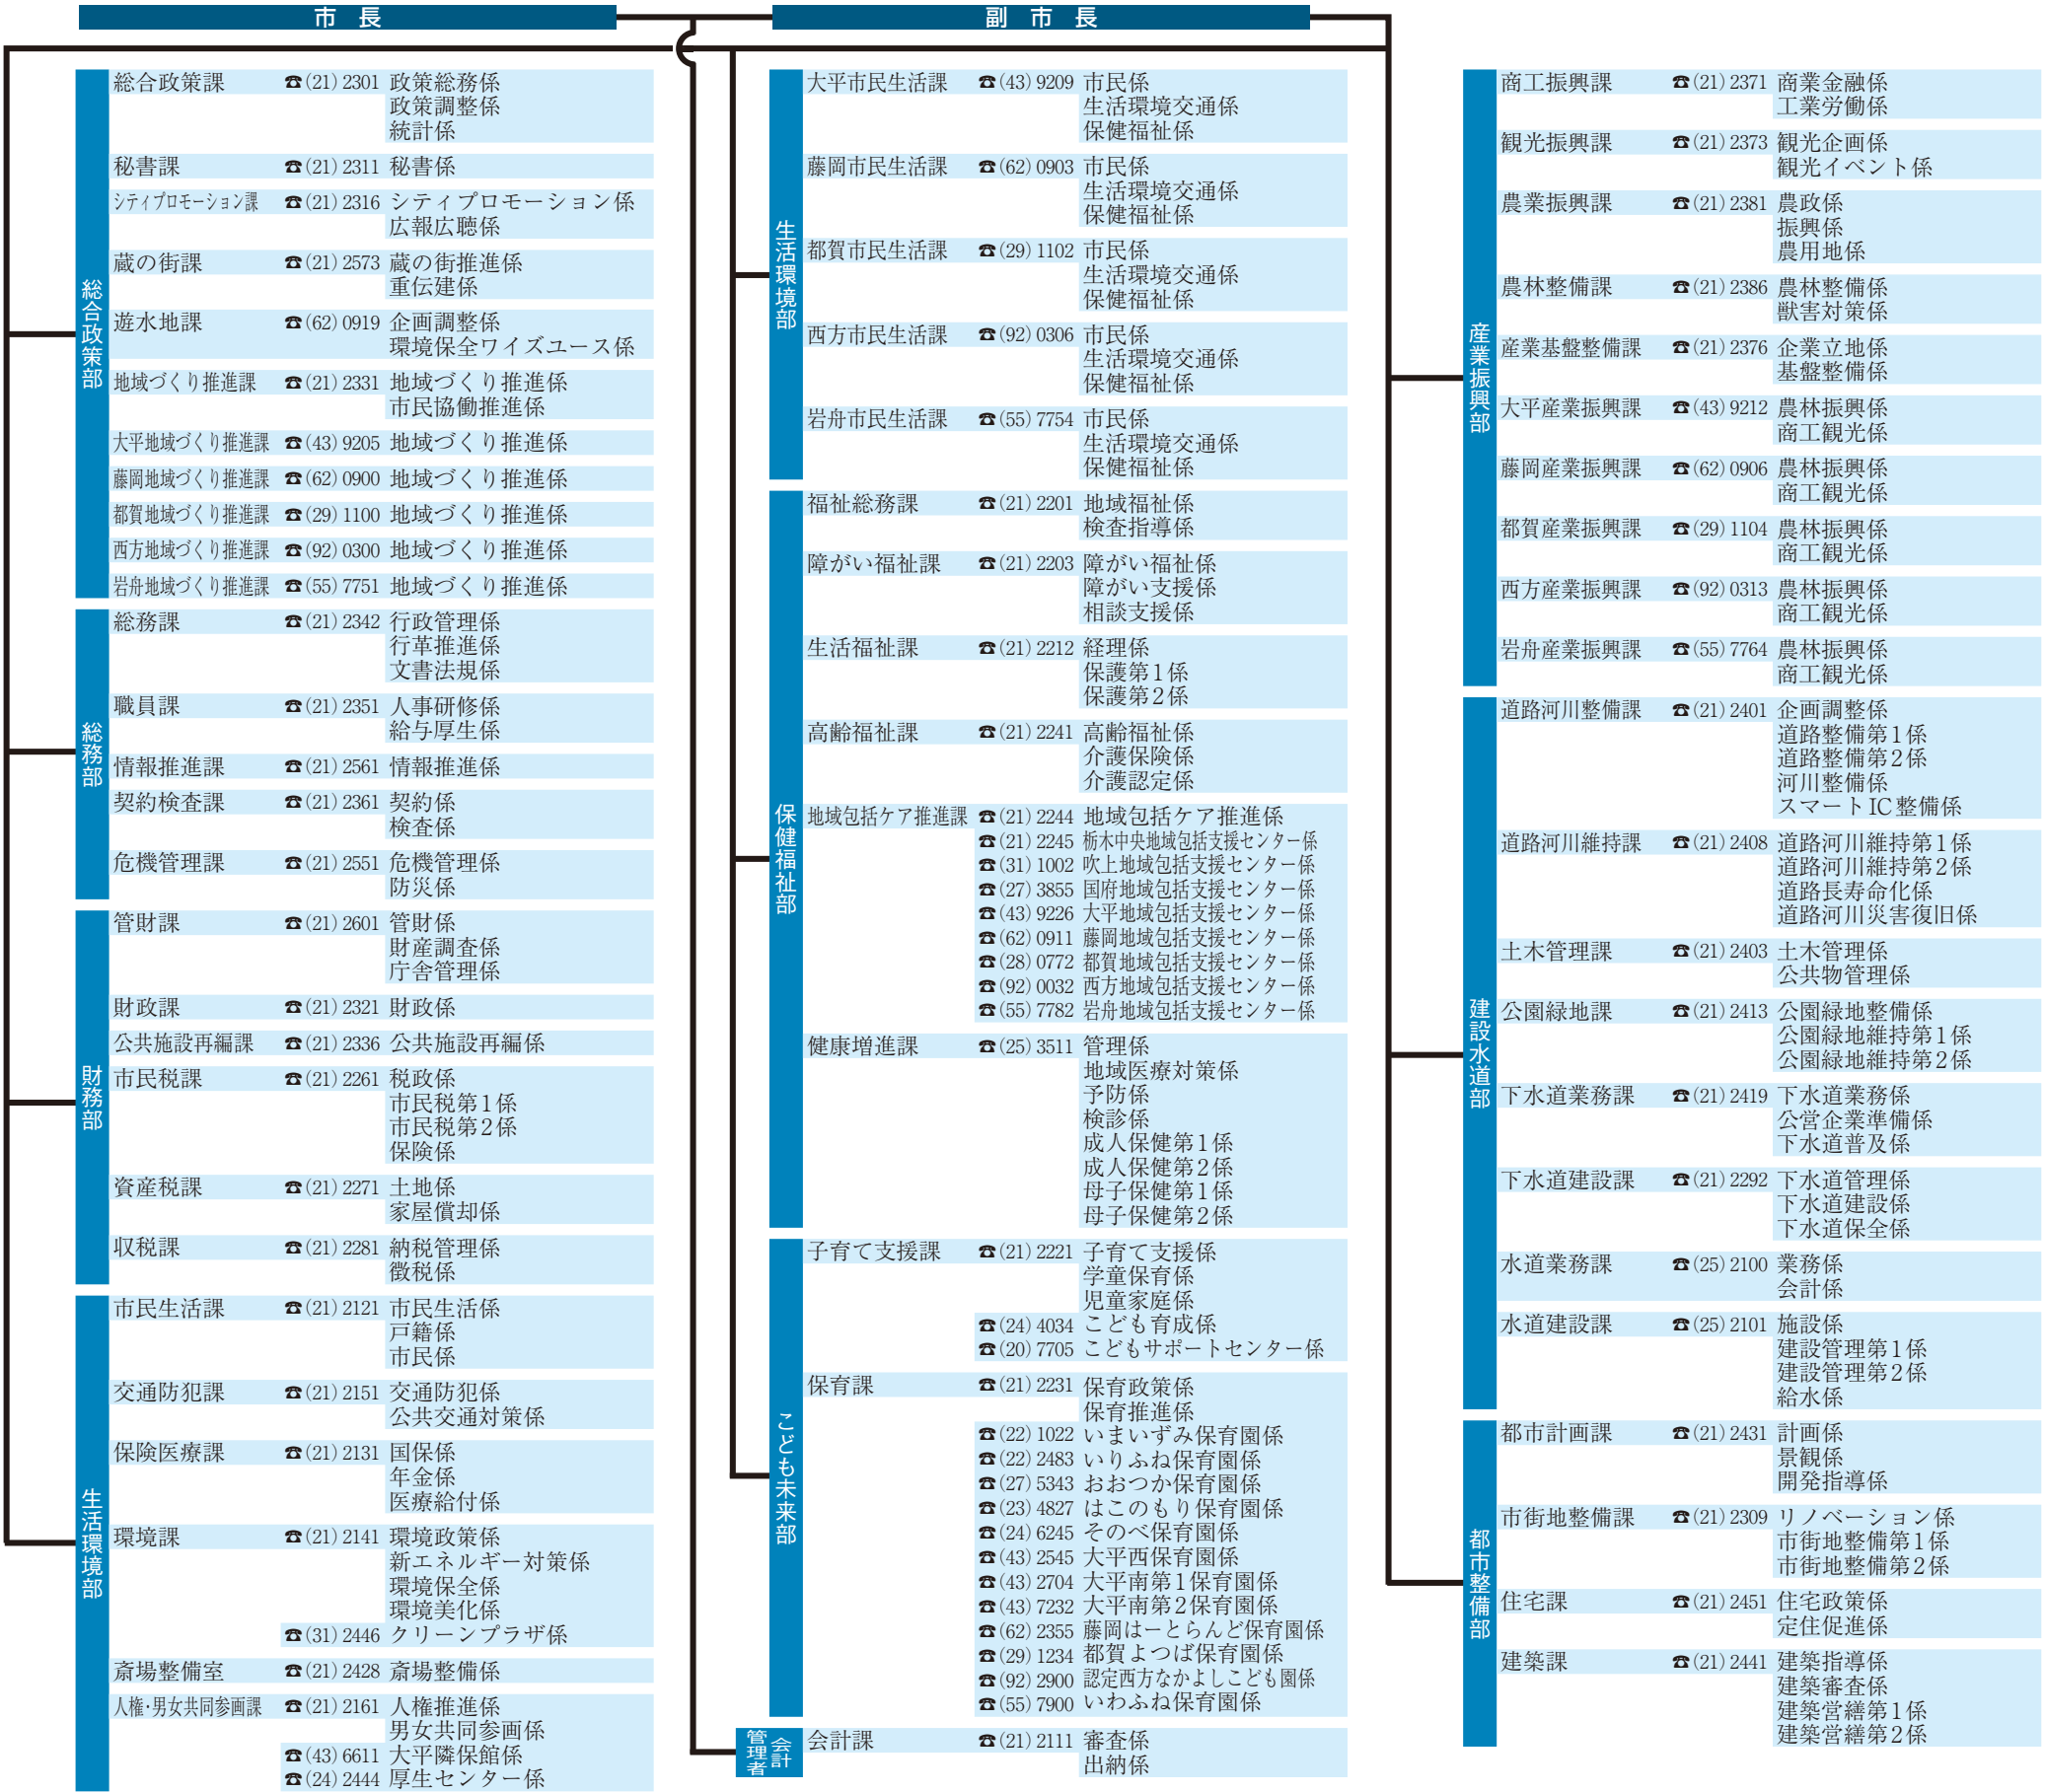 市長
副市長
総合政策部
総合政策課 ☎(21)2301 政策総務係
政策調整係
統計係
秘書課 ☎(21)2311 秘書係
シティプロモーション課 ☎(21)2316 シティプロモーション係
広報広聴係
蔵の街課 ☎(21)2573 蔵の街推進係
重伝建係
遊水地課 ☎(62)0919 企画調整係
環境保全ワイズユース係
地域づくり推進課 ☎(21)2331 地域づくり推進係
市民協働推進係
大平地域づくり推進課 ☎(43)9205 地域づくり推進係
藤岡地域づくり推進課 ☎(62)0900 地域づくり推進係
都賀地域づくり推進課 ☎(29)1100 地域づくり推進係
西方地域づくり推進課 ☎(92)0300 地域づくり推進係
岩舟地域づくり推進課 ☎(55)7751 地域づくり推進係
総務部
総務課 ☎(21)2342 行政管理係
行革推進係
文書法規係
職員課 ☎(21)2351 人事研修係
給与厚生係
情報推進課 ☎(21)2561 情報推進係
契約検査課 ☎(21)2361 契約係
検査係
危機管理課 ☎(21)2551 危機管理係
防災係
財務部
管財課 ☎(21)2601 管財係
財産調査係
庁舎管理係
財政課 ☎(21)2321 財政係
公共施設再編課 ☎(21)2336 公共施設再編係
市民税課 ☎(21)2261 税政係
市民税第1係
市民税第2係
保険係
資産税課 ☎(21)2271 土地係
家屋償却係
収税課 ☎(21)2281 納税管理係
徴税係
生活環境部
市民生活課 ☎(21)2121 市民生活係
戸籍係
市民係
交通防犯課 ☎(21)2151 交通防犯係
公共交通対策係
保険医療課 ☎(21)2131 国保係
年金係
医療給付係
環境課 ☎(21)2141 環境政策係
新エネルギー対策係
環境保全係
環境美化係
☎(31)2446 クリーンプラザ係
斎場整備室 ☎(21)2428 斎場整備係
人権・男女共同参画課 ☎(21)2161 人権推進係
男女共同参画係
☎(43)6611 大平隣保館係
☎(24)2444 厚生センター係
生活環境部
大平市民生活課 ☎(43)9209 市民係
生活環境交通係
保健福祉係
藤岡市民生活課 ☎(62)0903 市民係
生活環境交通係
保健福祉係
都賀市民生活課 ☎(29)1102 市民係
生活環境交通係
保健福祉係
西方市民生活課 ☎(92)0306 市民係
生活環境交通係
保健福祉係
岩舟市民生活課 ☎(55)7754 市民係
生活環境交通係
保健福祉係
保健福祉部
福祉総務課 ☎(21)2201 地域福祉係
検査指導係
障がい福祉課 ☎(21)2203 障がい福祉係
障がい支援係
相談支援係
生活福祉課 ☎(21)2212 経理係
保護第1係
保護第2係
高齢福祉課 ☎(21)2241 高齢福祉係
介護保険係
介護認定係
地域包括ケア推進課 ☎(21)2244 地域包括ケア推進係
☎(21)2245 栃木中央地域包括支援センター係
☎(31)1002 吹上地域包括支援センター係
☎(27)3855 国府地域包括支援センター係
☎(43)9226 大平地域包括支援センター係
☎(62)0911 藤岡地域包括支援センター係
☎(28)0772 都賀地域包括支援センター係
☎(92)0032 西方地域包括支援センター係
☎(55)7782 岩舟地域包括支援センター係
健康増進課 ☎(25)3511 管理係
地域医療対策係
予防係
検診係
成人保健第1係
成人保健第2係
母子保健第1係
母子保健第2係
こども未来部
子育て支援課 ☎(21)2221 子育て支援係
学童保育係
児童家庭係
☎(24)4034 こども育成係
☎(20)7705 こどもサポートセンター係
保育課 ☎(21)2231 保育政策係
保育推進係
☎(22)1022 いまいずみ保育園係
☎(22)2483 いりふね保育園係
☎(27)5343 おおつか保育園係
☎(23)4827 はこのもり保育園係
☎(24)6245 そのべ保育園係
☎(43)2545 大平西保育園係
☎(43)2704 大平南第1保育園係
☎(43)7232 大平南第2保育園係
☎(62)2355 藤岡はーとらんど保育園係
☎(29)1234 都賀よつば保育園係
☎(92)2900 認定西方なかよしこども園係
☎(55)7900 いわふね保育園係
会計管理者
会計課 ☎(21)2111 審査係
出納係
産業振興部
商工振興課 ☎(21)2371 商業金融係
工業労働係
観光振興課 ☎(21)2373 観光企画係
観光イベント係
農業振興課 ☎(21)2381 農政係
振興係
農用地係
農林整備課 ☎(21)2386 農林整備係
獣害対策係
産業基盤整備課 ☎(21)2376 企業立地係
基盤整備係
大平産業振興課 ☎(43)9212 農林振興係
商工観光係
藤岡産業振興課 ☎(62)0906 農林振興係
商工観光係
都賀産業振興課 ☎(29)1104 農林振興係
商工観光係
西方産業振興課 ☎(92)0313 農林振興係
商工観光係
岩舟産業振興課 ☎(55)7764 農林振興係
商工観光係
建設水道部
道路河川整備課 ☎(21)2401 企画調整係
道路整備第1係
道路整備第2係
河川整備係
スマートIC整備係
道路河川維持課 ☎(21)2408 道路河川維持第1係
道路河川維持第2係
道路長寿命化係
道路河川災害復旧係
土木管理課 ☎(21)2403 土木管理係
公共物管理係
公園緑地課 ☎(21)2413 公園緑地整備係
公園緑地維持第1係
公園緑地維持第2係
下水道業務課 ☎(21)2419 下水道業務係
公営企業準備係
下水道普及係
下水道建設課 ☎(21)2292 下水道管理係
下水道建設係
下水道保全係
水道業務課 ☎(25)2100 業務係
会計係
水道建設課 ☎(25)2101 施設係
建設管理第1係
建設管理第2係
給水係
都市整備部
都市計画課 ☎(21)2431 計画係
景観係
開発指導係
市街地整備課 ☎(21)2309 リノベーション係
市街地整備第1係
市街地整備第2係
住宅課 ☎(21)2451 住宅政策係
定住促進係
建築課 ☎(21)2441 建築指導係
建築審査係
建築営繕第1係
建築営繕第2係